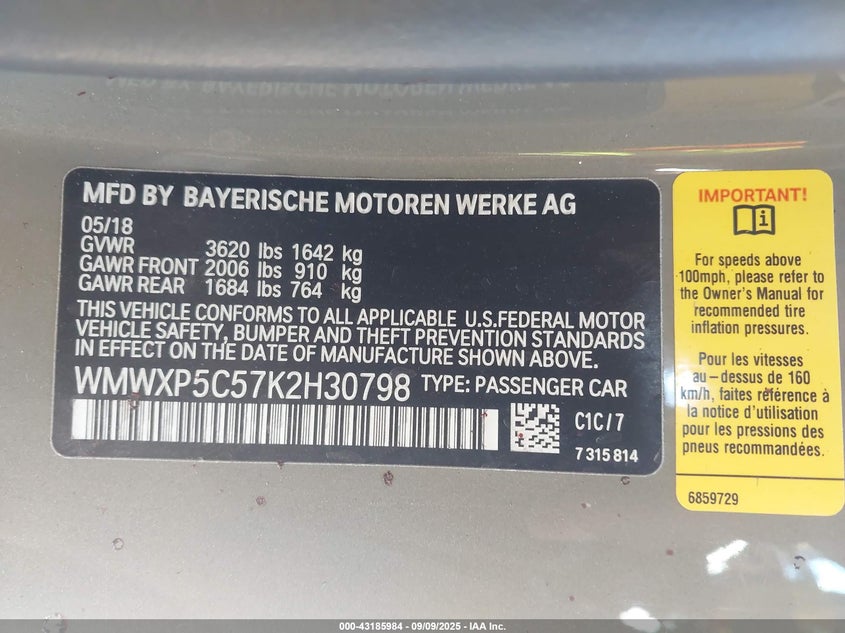 MFD BY BAYERISCHE MOTOREN WERKE AG
05/18
GVWR 3620 lbs 1642 kg
GAWR FRONT 2006 lbs 910 kg
GAWR REAR 1684 lbs 764 kg
THIS VEHICLE CONFORMS TO ALL APPLICABLE U.S.FEDERAL MOTOR
VEHICLE SAFETY, BUMPER AND THEFT PREVENTION STANDARDS
IN EFFECT ON THE DATE OF MANUFACTURE SHOWN ABOVE.
WMWXP5C57K2H30798 TYPE: PASSENGER CAR
C1C/7
7 315 814
IMPORTANT!
For speeds above
100mph, please refer to
the Owner's Manual for
recommended tire
inflation pressures.
Pour les vitesses
au-dessus de 160
km/h, faites référence à
la notice d'utilisation
pour les pressions des
pneus recommandées.
6859729
000-43185984 - 09/09/2025 - IAA Inc.